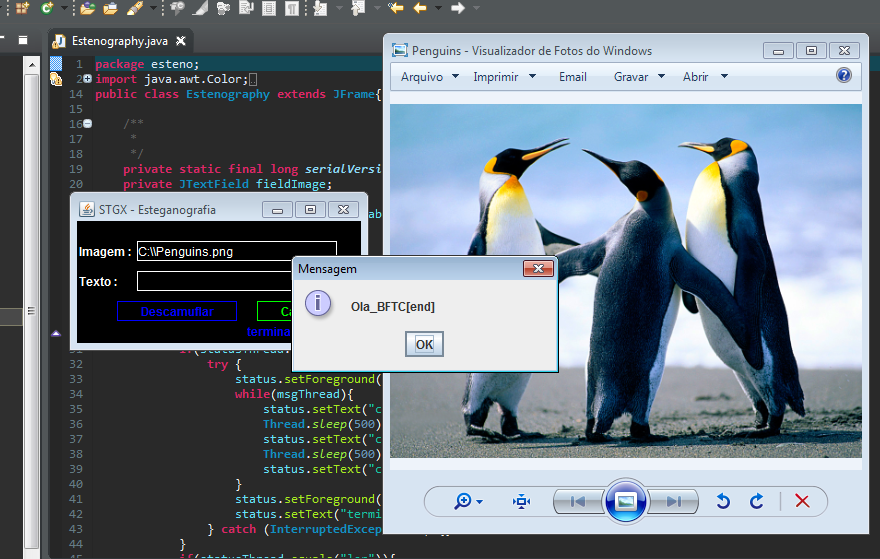 Estenography.java
1 package esteno;
2 import java.awt.Color;
14 public class Estenography extends JFrame{
15
16 /**
17 *
18 */
19 private static final long serialVersi
20 private JTextField fieldImage;
STGX - Esteganografia
Imagem : C:\\Penguins.png
Texto :
Descamuflar
termina
Mensagem
Ola_BFTC[end]
OK
32 try {
33 status.setForeground(
34 while(msgThread){
35 status.setText("c
36 Thread.sleep(500)
37 status.setText("c
38 Thread.sleep(500)
39 status.setText("c
40 }
41 status.setForeground(
42 status.setText("termi
43 } catch (InterruptedExcep
44 }
Penguins - Visualizador de Fotos do Windows
Arquivo Imprimir Email Gravar Abrir